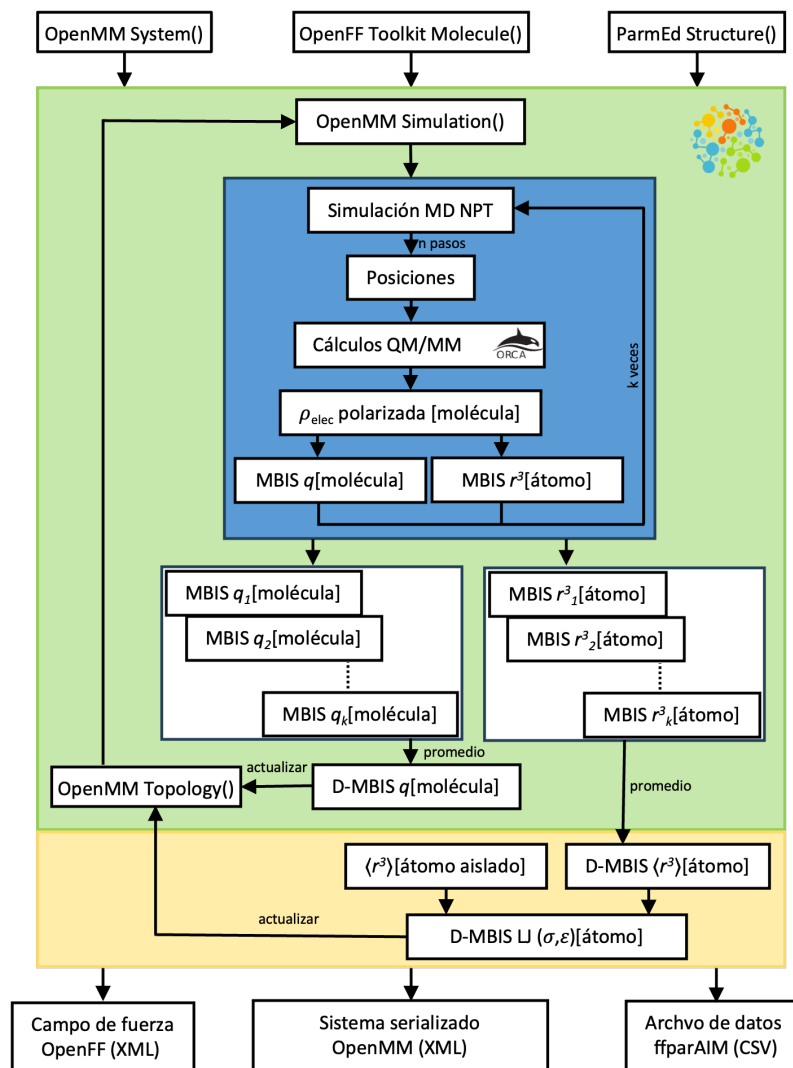 OpenMM System()
OpenFF Toolkit Molecule()
ParmEd Structure()
OpenMM Simulation()
Simulación MD NPT
n pasos
Posiciones
Cálculos QM/MM
ORCA
k veces
ρelec polarizada [molécula]
MBIS q[molécula]
MBIS r³[átomo]
MBIS q1[molécula]
MBIS q2[molécula]
MBIS qk[molécula]
MBIS r³1[átomo]
MBIS r³2[átomo]
MBIS r³k[átomo]
promedio
actualizar
OpenMM Topology()
D-MBIS q[molécula]
promedio
⟨r³⟩[átomo aislado]
D-MBIS ⟨r³⟩[átomo]
actualizar
D-MBIS LJ (σ,ε)[átomo]
Campo de fuerza
OpenFF (XML)
Sistema serializado
OpenMM (XML)
Archvo de datos
ffparAIM (CSV)